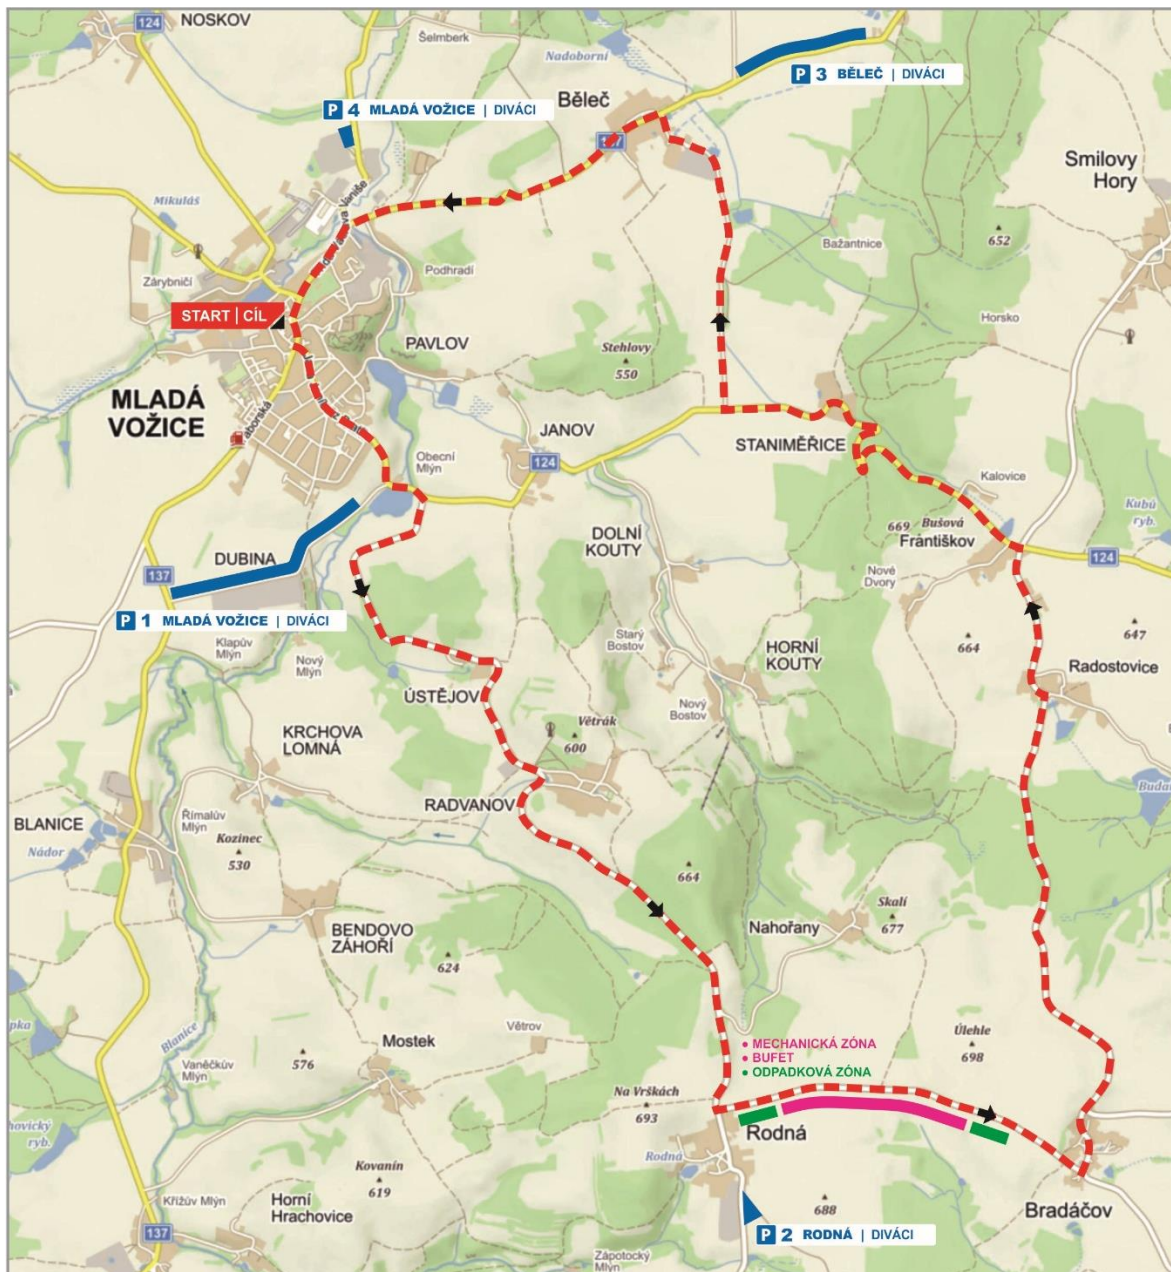 124
NOSKOV
Šelmberk
Nadoborní
P 3 BĚLEČ | DIVÁCI
P 4 MLADÁ VOŽICE | DIVÁCI
Běleč
Smilovy
Hory
Mikuláš
652
Bažantnice
Zárybničí
Podhradí
START | CÍL
Horsko
PAVLOV
Stehlovy
550
MLADÁ
VOŽICE
Táborská
JANOV
STANIMĚŘICE
Obecní
Mlýn
124
Kalovice
Kubů
ryb.
669
Bušová
Františkov
DOLNÍ
KOUTY
DUBINA
137
124
Nové
Dvory
P 1 MLADÁ VOŽICE | DIVÁCI
Klapův
Mlýn
Starý
Bostov
HORNÍ
KOUTY
664
647
Nový
Mlýn
Radostovice
ÚSTĚJOV
Nový
Bostov
KRCHOVA
LOMNÁ
Větrák
600
RADVANOV
BLANICE
Římalův
Mlýn
Nádor
Kozinec
530
664
Skalí
677
Nahořany
BENDOVO
ZÁHOŘÍ
624
Větrov
Úlehle
698
• MECHANICKÁ ZÓNA
• BUFET
• ODPADKOVÁ ZÓNA
Blanice
Mostek
576
Vaněčkův
Mlýn
Na Vrškách
693
Rodná
Rodná
Kovanín
619
Křížův Mlýn
Horní
Hrachovice
688
Bradáčov
137
P 2 RODNÁ | DIVÁCI
Zápotocký
Mlýn